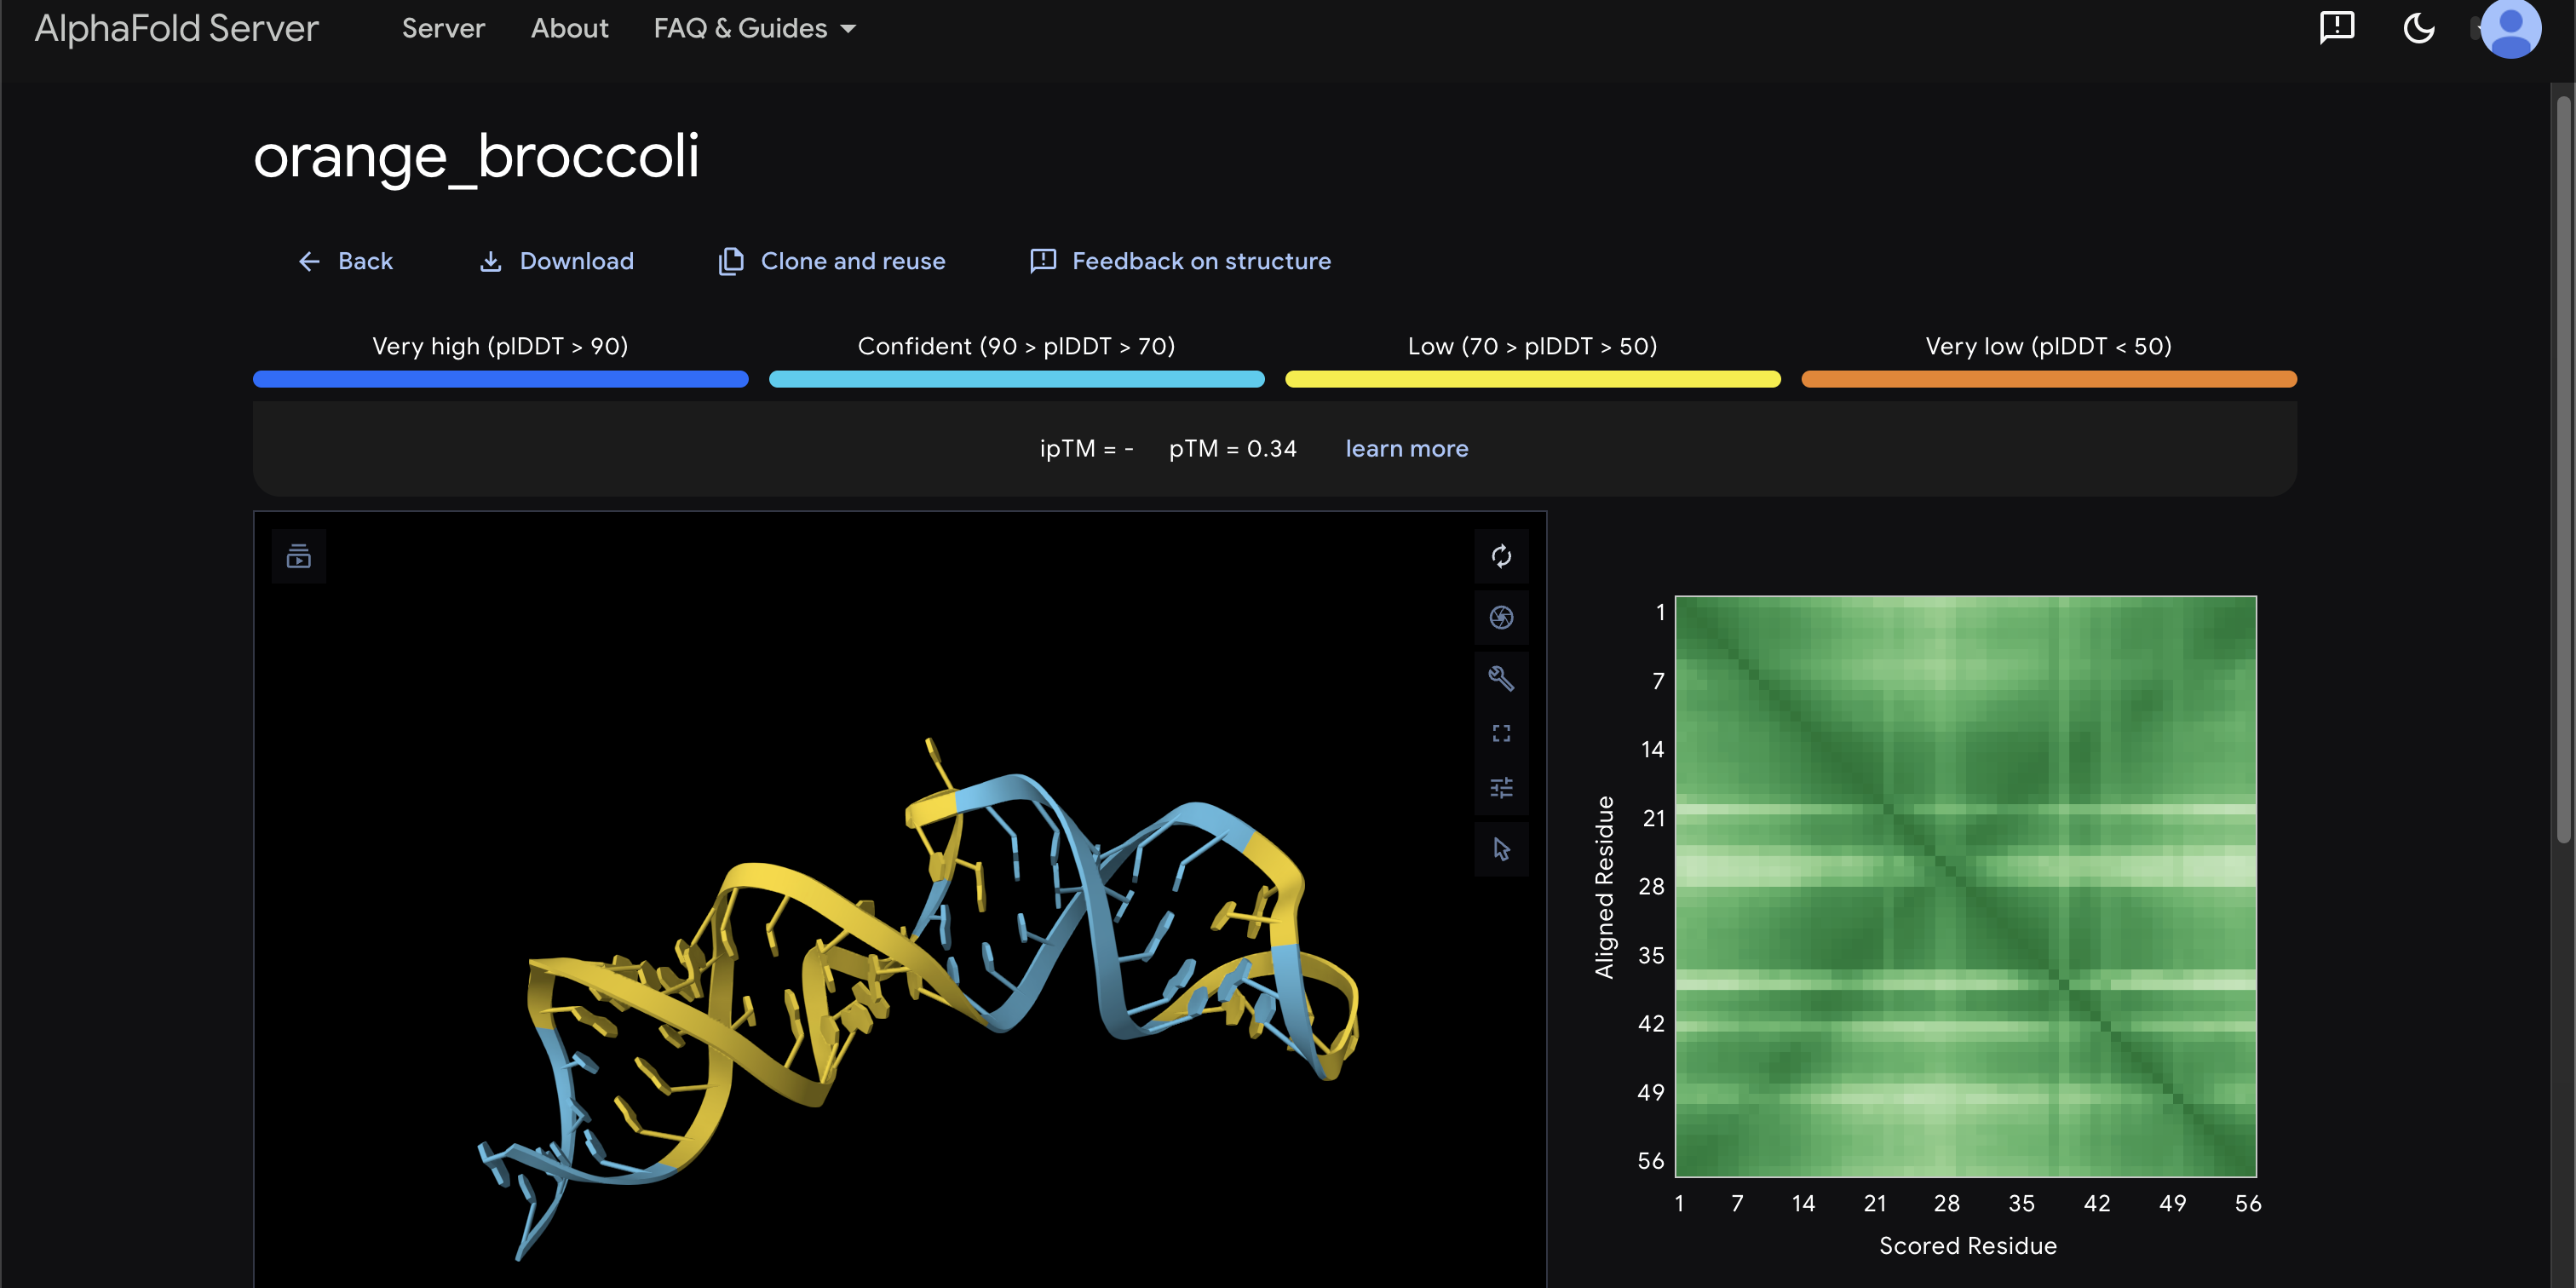 AlphaFold Server Server About FAQ & Guides
orange_broccoli
Back Download Clone and reuse Feedback on structure
Very high (plDDT > 90) Confident (90 > plDDT > 70) Low (70 > plDDT > 50) Very low (plDDT < 50)
ipTM = - pTM = 0.34 learn more
Aligned Residue
1
7
14
21
28
35
42
49
56
1 7 14 21 28 35 42 49 56
Scored Residue